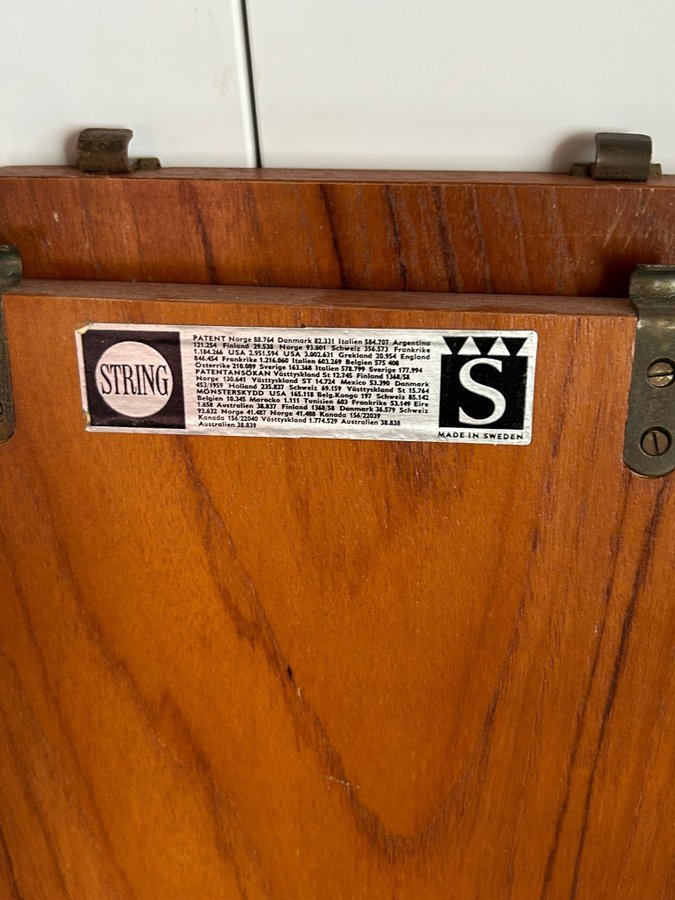 STRING
PATENT Norge 88.764 Danmark 82.331 Italien 584.707 Argentina
121.254 Finland 29.538 Norge 93.601 Schweiz 356.573 Frankrike
1.184.266 USA 2.951.594 USA 3.002.631 Grekland 20.954 England
846.454 Frankrike 1.216.060 Italien 603.269 Belgien 575 408
Österrike 210.089 Sverige 163.368 Italien 578.799 Sverige 177.994
PATENTANSÖKAN Västtyskland St 12.745 Finland 1368/58
Norge 130.641 Västtyskland ST 14.724 Mexico 53.390 Danmark
453/1959 Holland 235.827 Schweiz 69.159 Västtyskland St 15.764
MÖNSTERSKYDD USA 165.118 Belg.Kongo 197 Schweiz 85.142
Belgien 10.345 Marocko 1.111 Tunisien 603 Frankrike 53.149 Eire
1.658 Australien 38.837 Finland 1368/58 Danmark 36.579 Schweiz
93.632 Norge 41.487 Norge 41.488 Kanada 156/22039
Kanada 156/22040 Västtyskland 1.774.529 Australien 38.838
Australien 38.839
S
MADE IN SWEDEN